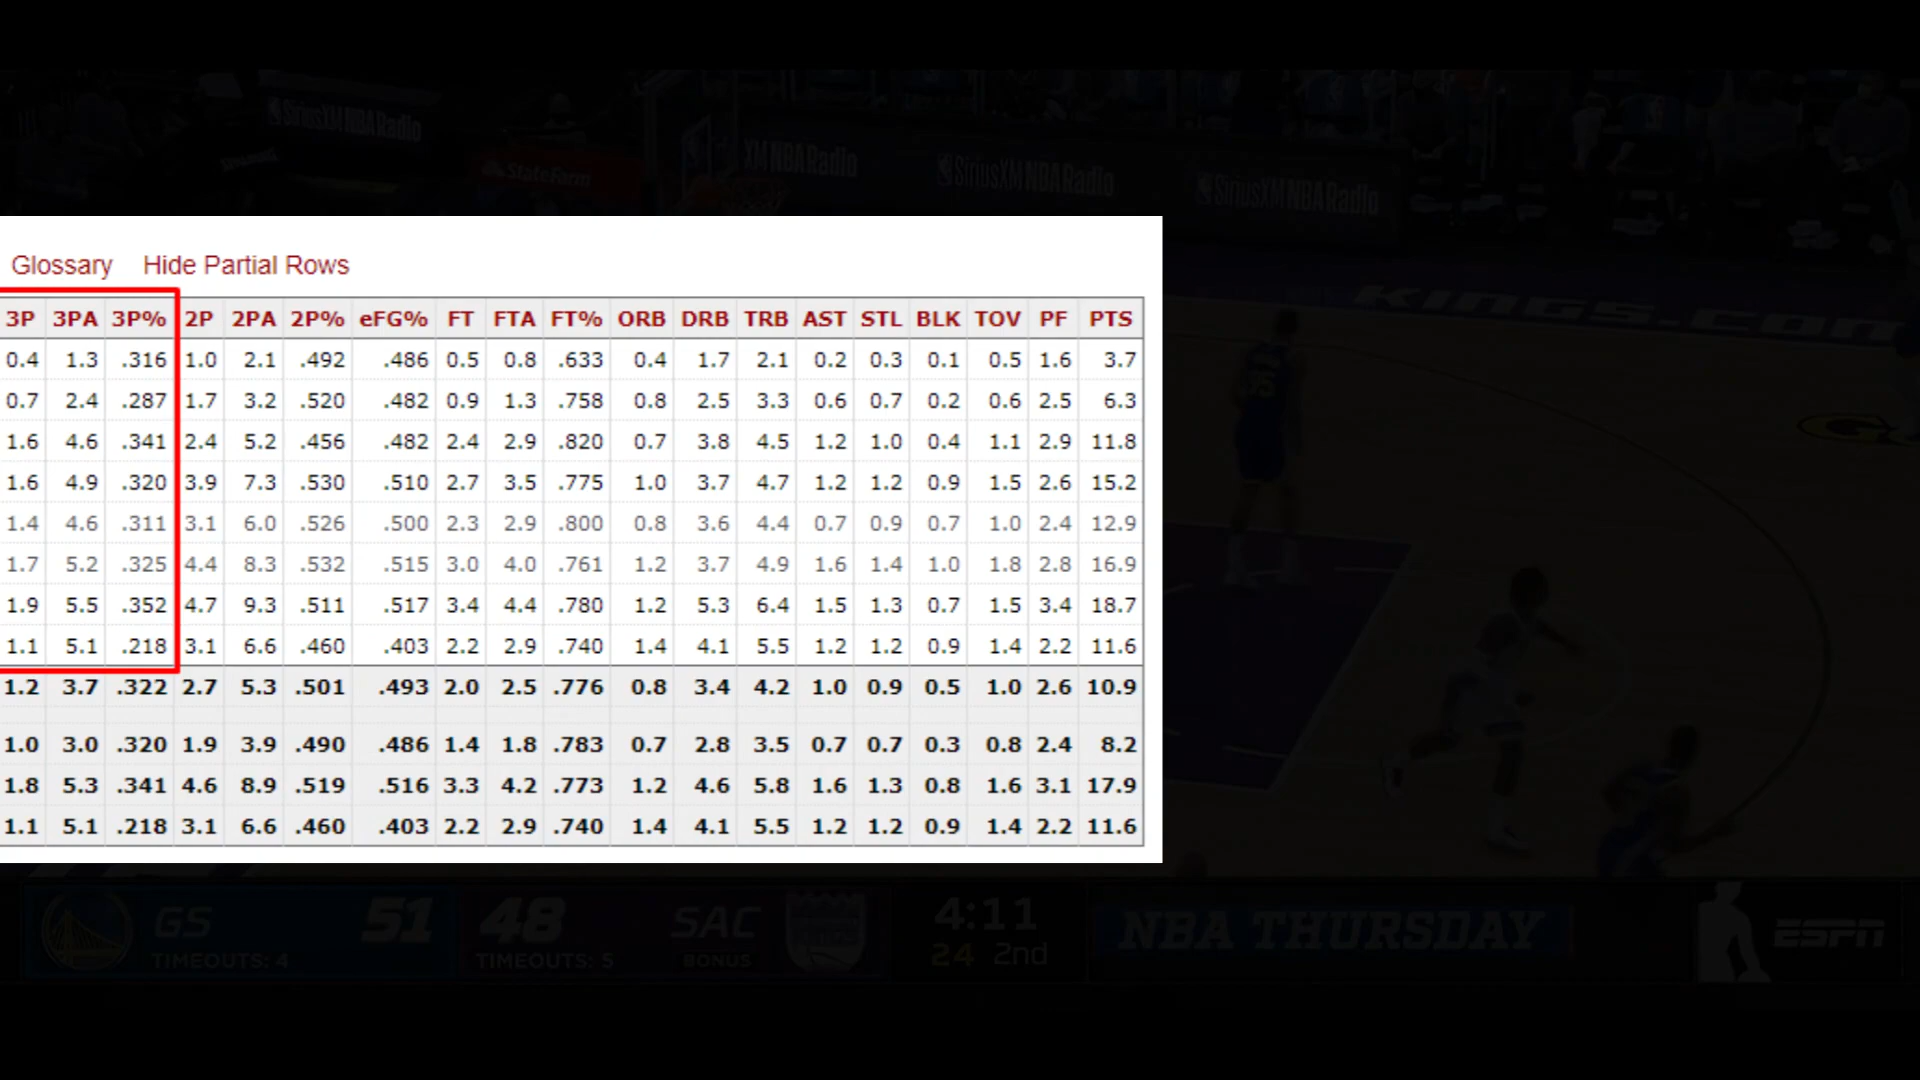 SiriusXM NBA Radio
StateFarm
XM NBA Radio
SiriusXM NBA Radio
SiriusXM NBA Radio
Glossary Hide Partial Rows
KINGS.COM
3P 3PA 3P% 2P 2PA 2P% eFG% FT FTA FT% ORB DRB TRB AST STL BLK TOV PF PTS
0.4 1.3 .316 1.0 2.1 .492 .486 0.5 0.8 .633 0.4 1.7 2.1 0.2 0.3 0.1 0.5 1.6 3.7
0.7 2.4 .287 1.7 3.2 .520 .482 0.9 1.3 .758 0.8 2.5 3.3 0.6 0.7 0.2 0.6 2.5 6.3
1.6 4.6 .341 2.4 5.2 .456 .482 2.4 2.9 .820 0.7 3.8 4.5 1.2 1.0 0.4 1.1 2.9 11.8
1.6 4.9 .320 3.9 7.3 .530 .510 2.7 3.5 .775 1.0 3.7 4.7 1.2 1.2 0.9 1.5 2.6 15.2
1.4 4.6 .311 3.1 6.0 .526 .500 2.3 2.9 .800 0.8 3.6 4.4 0.7 0.9 0.7 1.0 2.4 12.9
1.7 5.2 .325 4.4 8.3 .532 .515 3.0 4.0 .761 1.2 3.7 4.9 1.6 1.4 1.0 1.8 2.8 16.9
1.9 5.5 .352 4.7 9.3 .511 .517 3.4 4.4 .780 1.2 5.3 6.4 1.5 1.3 0.7 1.5 3.4 18.7
1.1 5.1 .218 3.1 6.6 .460 .403 2.2 2.9 .740 1.4 4.1 5.5 1.2 1.2 0.9 1.4 2.2 11.6
1.2 3.7 .322 2.7 5.3 .501 .493 2.0 2.5 .776 0.8 3.4 4.2 1.0 0.9 0.5 1.0 2.6 10.9
1.0 3.0 .320 1.9 3.9 .490 .486 1.4 1.8 .783 0.7 2.8 3.5 0.7 0.7 0.3 0.8 2.4 8.2
1.8 5.3 .341 4.6 8.9 .519 .516 3.3 4.2 .773 1.2 4.6 5.8 1.6 1.3 0.8 1.6 3.1 17.9
1.1 5.1 .218 3.1 6.6 .460 .403 2.2 2.9 .740 1.4 4.1 5.5 1.2 1.2 0.9 1.4 2.2 11.6
GS 51 48 SAC 4:11 NBA THURSDAY ESPN
TIMEOUTS: 4 TIMEOUTS: 5 BONUS 24 2nd